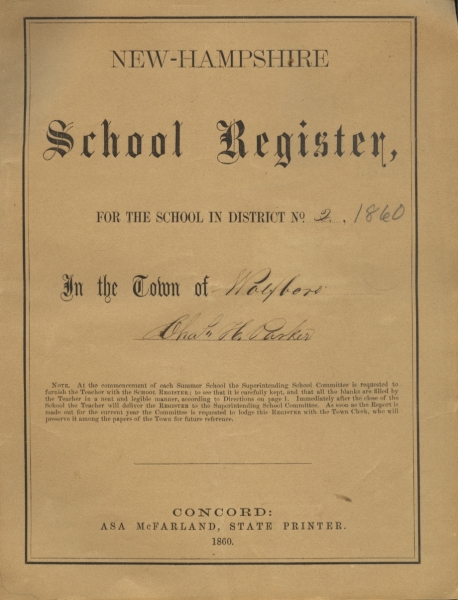 NEW-HAMPSHIRE
School Register,
FOR THE SCHOOL IN DISTRICT No 2, 1860
In the Town of Wolfboro
Chas. H. Parker
NOTE. At the commencement of each Summer School the Superintending School Committee is requested to
furnish the Teacher with the SCHOOL REGISTER; to see that it is carefully kept, and that all the blanks are filled by
the Teacher in a neat and legible manner, according to Directions on page 1. Immediately after the close of the
School the Teacher will deliver the REGISTER to the Superintending School Committee. As soon as the Report is
made out for the current year the Committee is requested to lodge this REGISTER with the Town Clerk, who will
preserve it among the papers of the Town for future reference.
CONCORD:
ASA McFARLAND, STATE PRINTER.
1860.